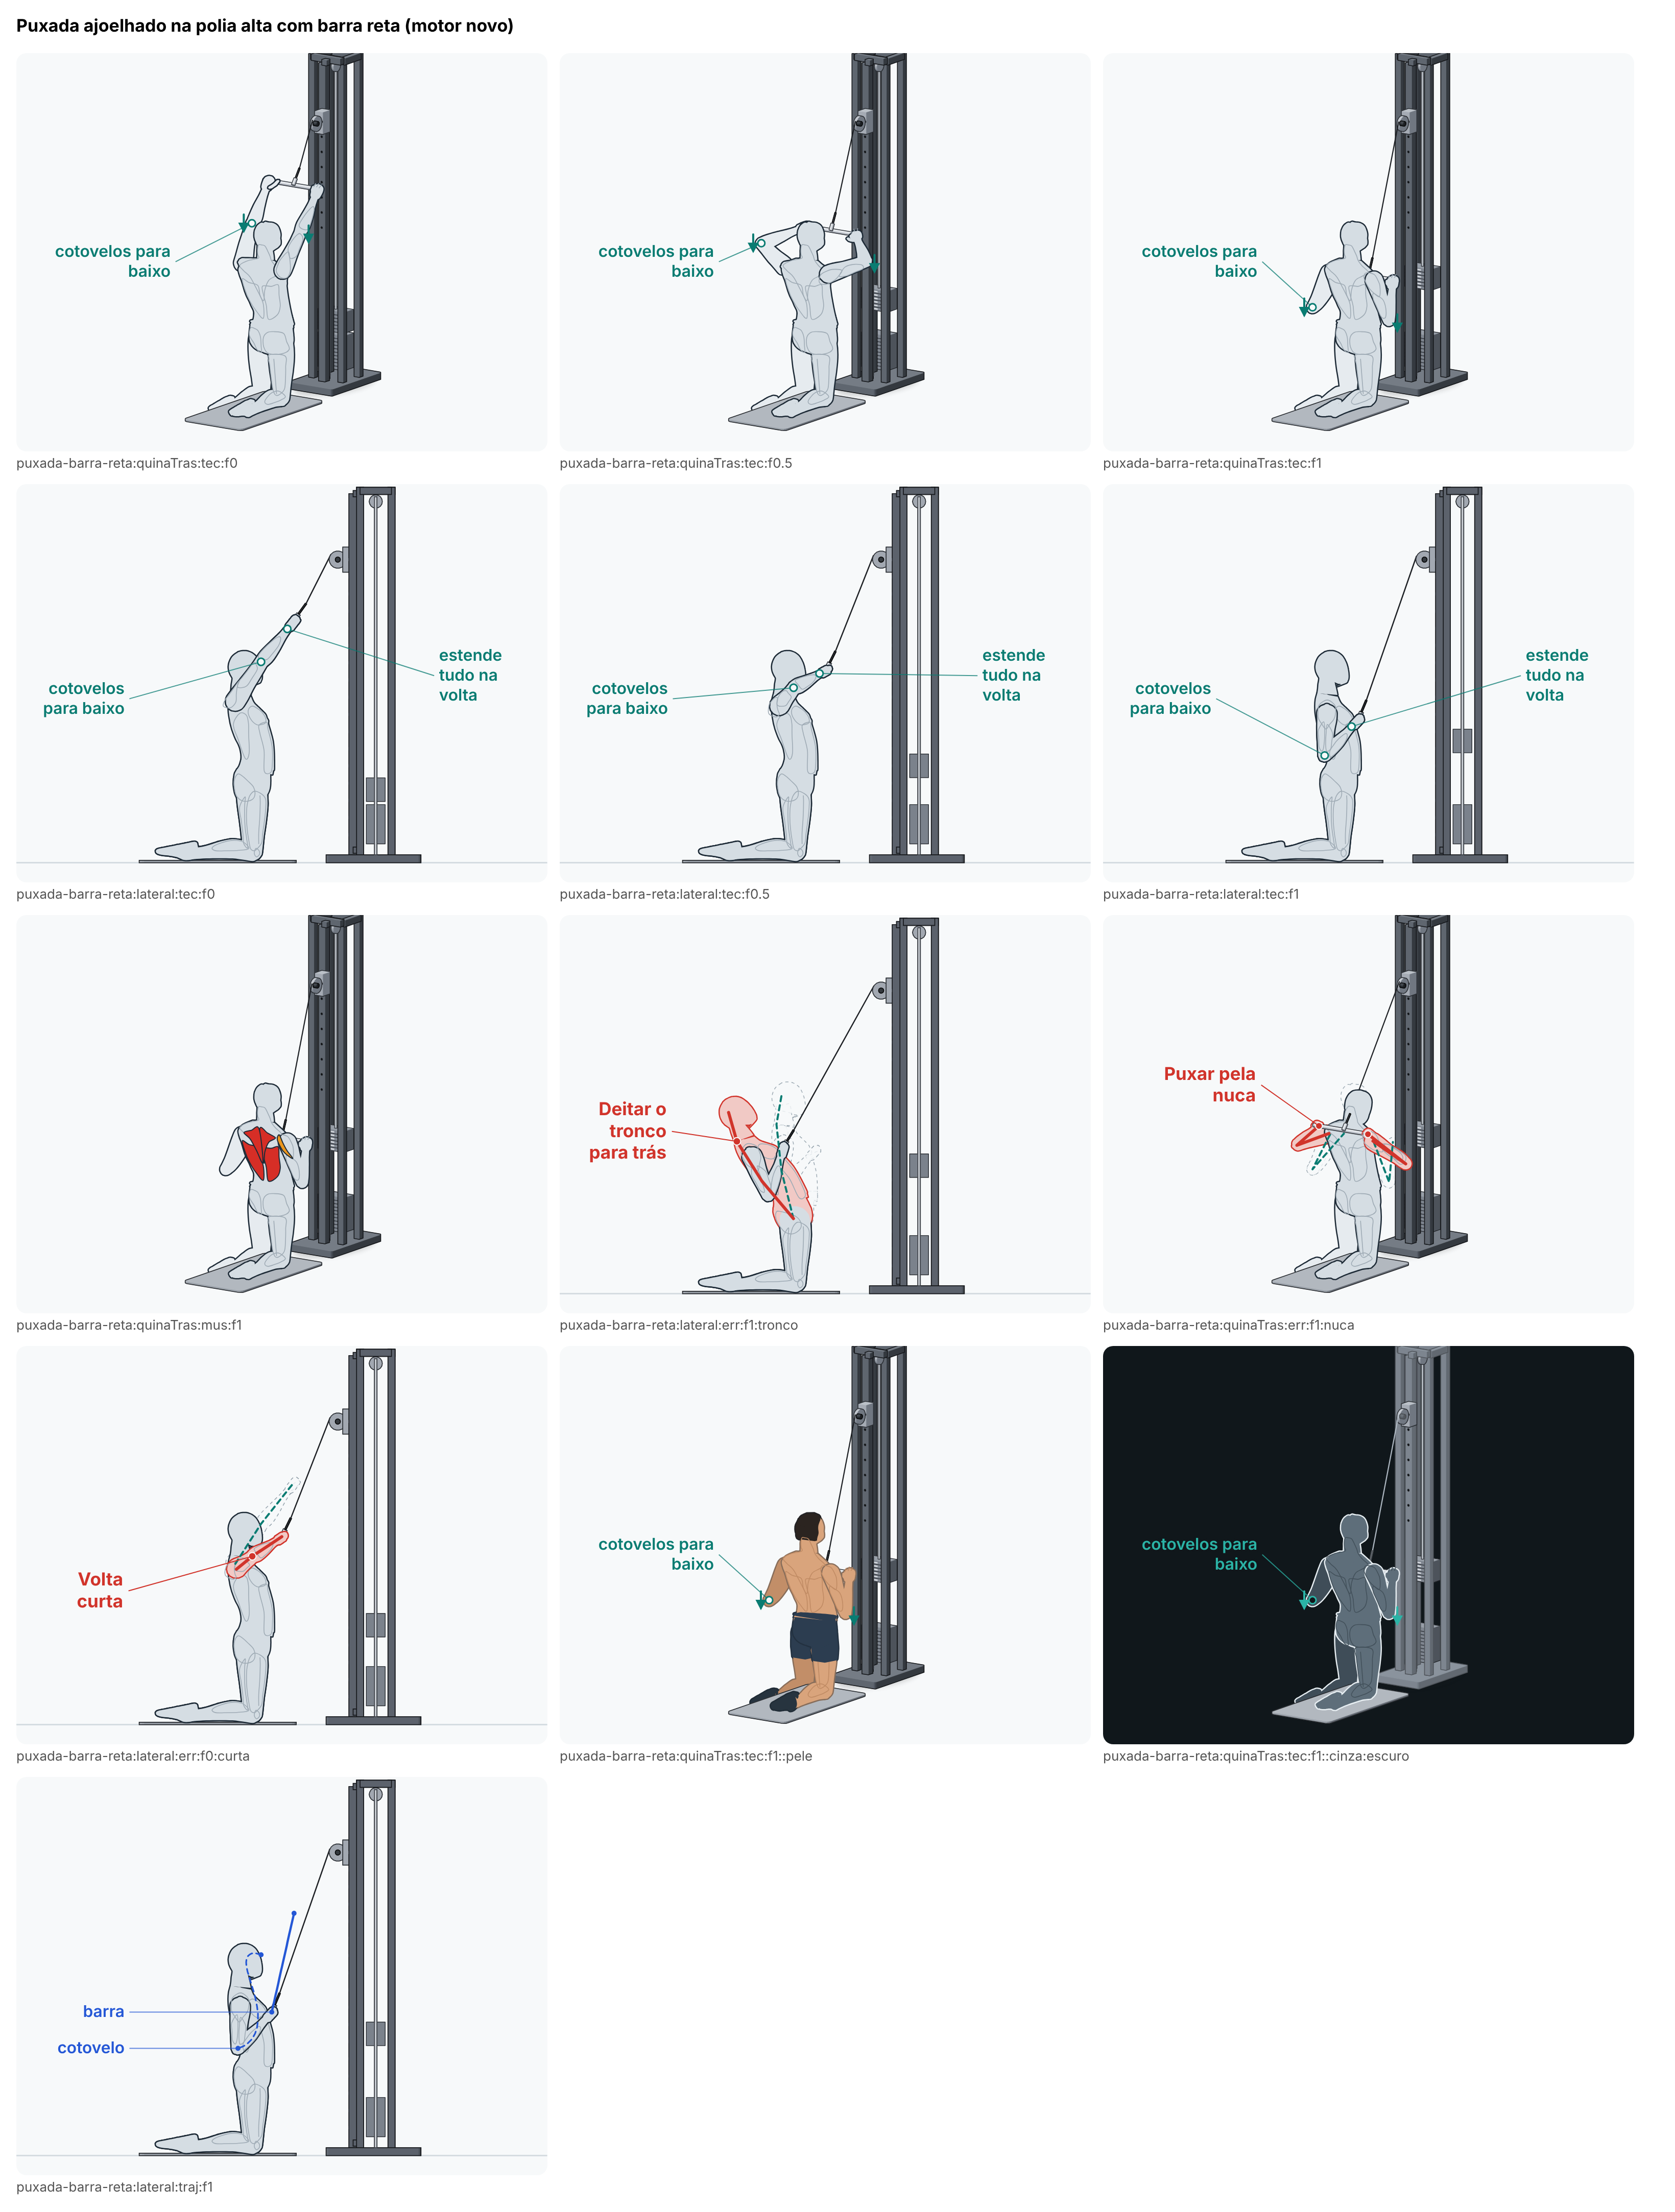 Puxada ajoelhado na polia alta com barra reta (motor novo)
cotovelos para
baixo
puxada-barra-reta:quinaTras:tec:f0
cotovelos para
baixo
puxada-barra-reta:quinaTras:tec:f0.5
cotovelos para
baixo
puxada-barra-reta:quinaTras:tec:f1
cotovelos
para baixo
estende
tudo na
volta
puxada-barra-reta:lateral:tec:f0
cotovelos
para baixo
estende
tudo na
volta
puxada-barra-reta:lateral:tec:f0.5
cotovelos
para baixo
estende
tudo na
volta
puxada-barra-reta:lateral:tec:f1
puxada-barra-reta:quinaTras:mus:f1
Deitar o
tronco
para trás
puxada-barra-reta:lateral:err:f1:tronco
Puxar pela
nuca
puxada-barra-reta:quinaTras:err:f1:nuca
Volta
curta
puxada-barra-reta:lateral:err:f0:curta
cotovelos para
baixo
puxada-barra-reta:quinaTras:tec:f1::pele
cotovelos para
baixo
puxada-barra-reta:quinaTras:tec:f1::cinza:escuro
barra
cotovelo
puxada-barra-reta:lateral:traj:f1